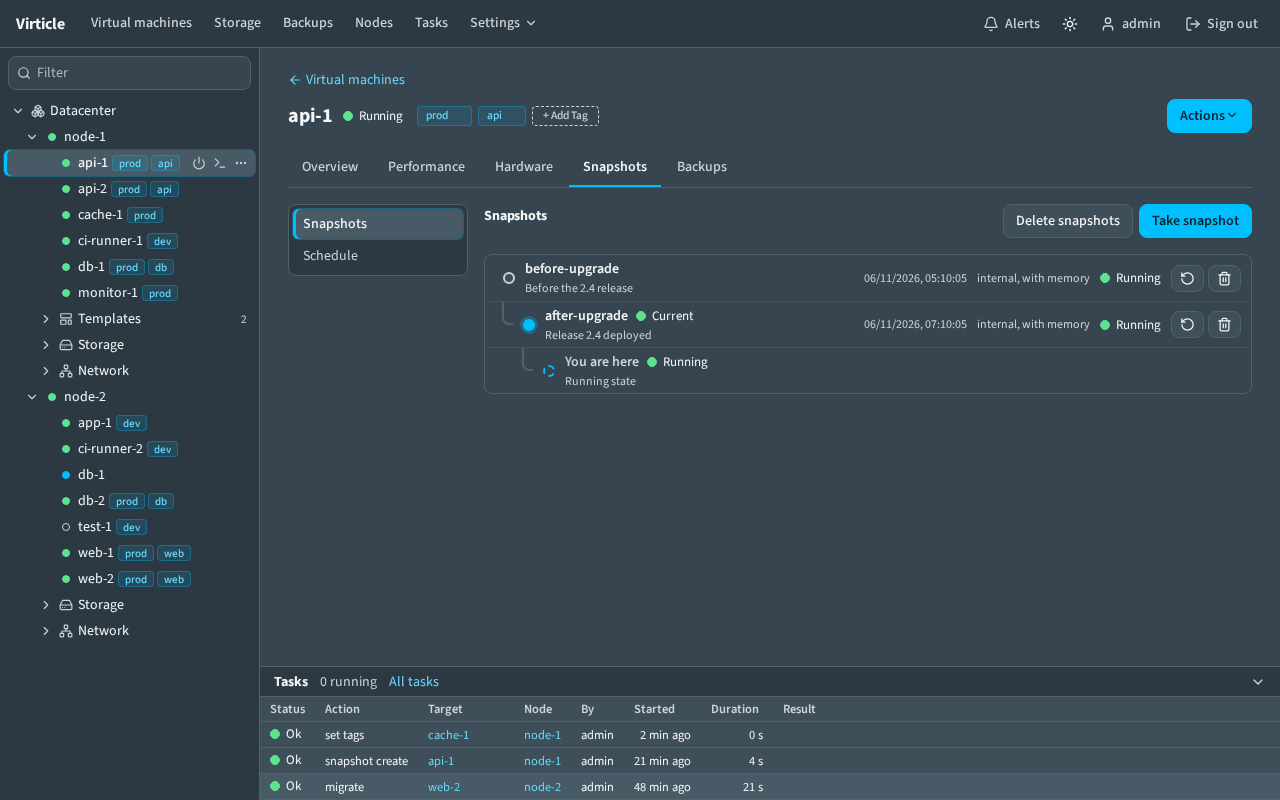 Virticle Virtual machines Storage Backups Nodes Tasks Settings Alerts admin Sign out
Filter
Datacenter
node-1
api-1 prod api
api-2 prod api
cache-1 prod
ci-runner-1 dev
db-1 prod db
monitor-1 prod
Templates 2
Storage
Network
node-2
app-1 dev
ci-runner-2 dev
db-1
db-2 prod db
test-1 dev
web-1 prod web
web-2 prod web
Storage
Network
Virtual machines
api-1 Running prod api + Add Tag Actions
Overview Performance Hardware Snapshots Backups
Snapshots
Schedule
Snapshots Delete snapshots Take snapshot
before-upgrade 06/11/2026, 05:10:05 internal, with memory Running
Before the 2.4 release
after-upgrade Current 06/11/2026, 07:10:05 internal, with memory Running
Release 2.4 deployed
You are here Running
Running state
Tasks 0 running All tasks
Status Action Target Node By Started Duration Result
Ok set tags cache-1 node-1 admin 2 min ago 0 s
Ok snapshot create api-1 node-1 admin 21 min ago 4 s
Ok migrate web-2 node-2 admin 48 min ago 21 s